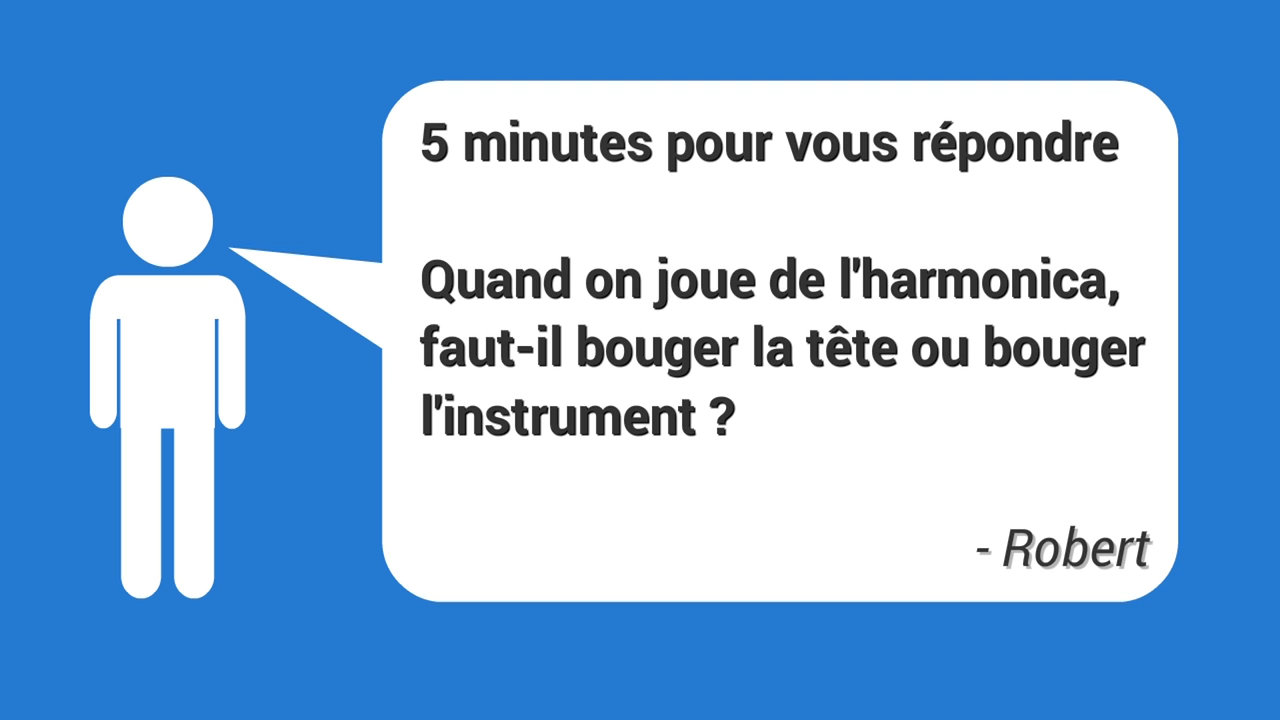 5 minutes pour vous répondre
Quand on joue de l'harmonica,
faut-il bouger la tête ou bouger
l'instrument ?
- Robert